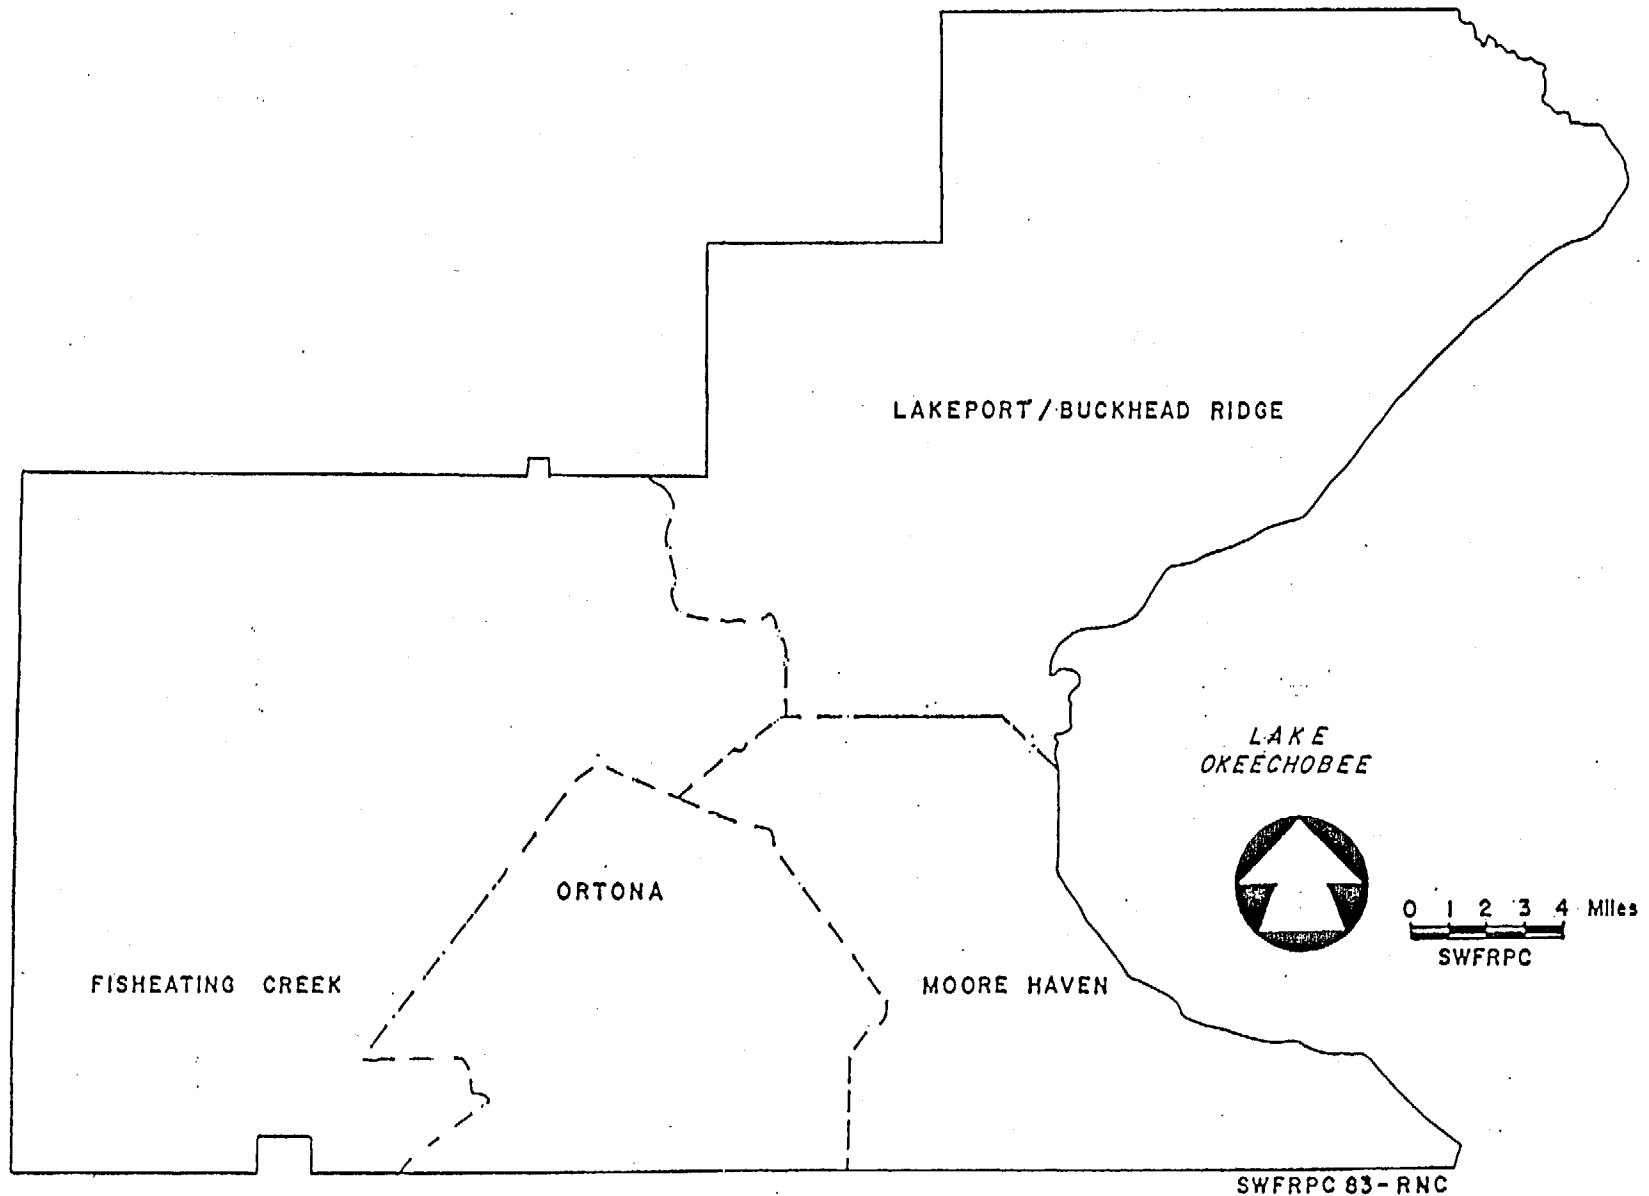 LAKEPORT/BUCKHEAD RIDGE
LAKE
OKEECHOBEE
ORTONA
0 1 2 3 4 Miles
SWFRPC
FISHEATING CREEK
MOORE HAVEN
SWFRPC 83-RNC